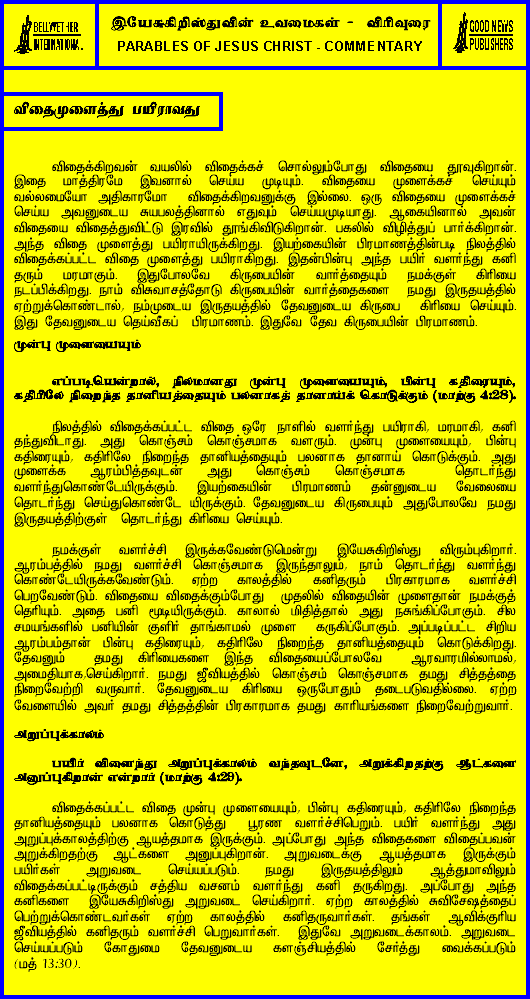 BELLWETHER
INTERNATIONAL
இயேசுகிறிஸ்துவின் உவமைகள் - விரிவுரை
PARABLES OF JESUS CHRIST - COMMENTARY
GOOD NEWS
PUBLISHERS
விதைமுளைத்து பயிராவது
விதைக்கிறவன் வயலில் விதைக்கச் சொல்லும்போது விதையை தூவுகிறான்.
இதை மாத்திரமே இவனால் செய்ய முடியும். விதையை முளைக்கச் செய்யும்
வல்லமையோ அதிகாரமோ விதைக்கிறவனுக்கு இல்லை. ஒரு விதையை முளைக்கச்
செய்ய அவனுடைய சுயபலத்தினால் எதுவும் செய்யமுடியாது. ஆகையினால் அவன்
விதையை விதைத்துவிட்டு இரவில் தூங்கிவிடுகிறான். பகலில் விழித்துப் பார்க்கிறான்.
அந்த விதை முளைத்து பயிராயிருக்கிறது. இயற்கையின் பிரமாணத்தின்படி நிலத்தில்
விதைக்கப்பட்ட விதை முளைத்து பயிராகிறது. இதன்பின்பு அந்த பயிர் வளர்ந்து கனி
தரும் மரமாகும். இதுபோலவே கிருபையின் வார்த்தையும் நமக்குள் கிரியை
நடப்பிக்கிறது. நாம் விசுவாசத்தோடு கிருபையின் வார்த்தைகளை நமது இருதயத்தில்
ஏற்றுக்கொண்டால், நம்முடைய இருதயத்தில் தேவனுடைய கிருபை கிரியை செய்யும்.
இது தேவனுடைய தெய்வீகப் பிரமாணம். இதுவே தேவ கிருபையின் பிரமாணம்.
முன்பு முளையையும்
எப்படியென்றால், நிலமானது முன்பு முளையையும், பின்பு கதிரையும்,
கதிரிலே நிறைந்த தானியத்தையும் பலனாகத் தானாய்க் கொடுக்கும் (மாற்கு 4:28).
நிலத்தில் விதைக்கப்பட்ட விதை ஒரே நாளில் வளர்ந்து பயிராகி, மரமாகி, கனி
தந்துவிடாது. அது கொஞ்சம் கொஞ்சமாக வளரும். முன்பு முளையையும், பின்பு
கதிரையும், கதிரிலே நிறைந்த தானியத்தையும் பலனாக தானாய் கொடுக்கும். அது
முளைக்க ஆரம்பித்தவுடன் அது கொஞ்சம் கொஞ்சமாக தொடர்ந்து
வளர்ந்துகொண்டேயிருக்கும். இயற்கையின் பிரமாணம் தன்னுடைய வேலையை
தொடர்ந்து செய்துகொண்டே யிருக்கும். தேவனுடைய கிருபையும் அதுபோலவே நமது
இருதயத்திற்குள் தொடர்ந்து கிரியை செய்யும்.
நமக்குள் வளர்ச்சி இருக்கவேண்டுமென்று இயேசுகிறிஸ்து விரும்புகிறார்.
ஆரம்பத்தில் நமது வளர்ச்சி கொஞ்சமாக இருந்தாலும், நாம் தொடர்ந்து வளர்ந்து
கொண்டேயிருக்கவேண்டும். ஏற்ற காலத்தில் கனிதரும் பிரகாரமாக வளர்ச்சி
பெறவேண்டும். விதையை விதைக்கும்போது முதலில் விதையின் முளைதான் நமக்குத்
தெரியும். அதை பனி மூடியிருக்கும். காலால் மிதித்தால் அது நசுங்கிப்போகும். சில
சமயங்களில் பனியின் குளிர் தாங்காமல் முளை கருகிப்போகும். அப்படிப்பட்ட சிறிய
ஆரம்பம்தான் பின்பு கதிரையும், கதிரிலே நிறைந்த தானியத்தையும் கொடுக்கிறது.
தேவனும் தமது கிரியைகளை இந்த விதையைப்போலவே ஆரவாரமில்லாமல்,
அமைதியாக,செய்கிறார். நமது ஜீவியத்தில் கொஞ்சம் கொஞ்சமாக தமது சித்தத்தை
நிறைவேற்றி வருவார். தேவனுடைய கிரியை ஒருபோதும் தடைபடுவதில்லை. ஏற்ற
வேளையில் அவர் தமது சித்தத்தின் பிரகாரமாக தமது காரியங்களை நிறைவேற்றுவார்.
அறுப்புக்காலம்
பயிர் விளைந்து அறுப்புக்காலம் வந்தவுடனே, அறுக்கிறதற்கு ஆட்களை
அனுப்புகிறான் என்றார் (மாற்கு 4:29).
விதைக்கப்பட்ட விதை முன்பு முளையையும், பின்பு கதிரையும், கதிரிலே நிறைந்த
தானியத்தையும் பலனாக கொடுத்து பூரண வளர்ச்சிபெறும். பயிர் வளர்ந்து அது
அறுப்புக்காலத்திற்கு ஆயத்தமாக இருக்கும். அப்போது அந்த விதைகளை விதைப்பவன்
அறுக்கிறதற்கு ஆட்களை அனுப்புகிறான். அறுவடைக்கு ஆயத்தமாக இருக்கும்
பயிர்கள் அறுவடை செய்யப்படும். நமது இருதயத்திலும் ஆத்துமாவிலும்
விதைக்கப்பட்டிருக்கும் சத்திய வசனம் வளர்ந்து கனி தருகிறது. அப்போது அந்த
கனிகளை இயேசுகிறிஸ்து அறுவடை செய்கிறார். ஏற்ற காலத்தில் சுவிசேஷத்தைப்
பெற்றுக்கொண்டவர்கள் ஏற்ற காலத்தில் கனிதருவார்கள். தங்கள் ஆவிக்குரிய
ஜீவியத்தில் கனிதரும் வளர்ச்சி பெறுவார்கள். இதுவே அறுவடைக்காலம். அறுவடை
செய்யப்படும் கோதுமை தேவனுடைய களஞ்சியத்தில் சேர்த்து வைக்கப்படும்
(மத் 13:30).